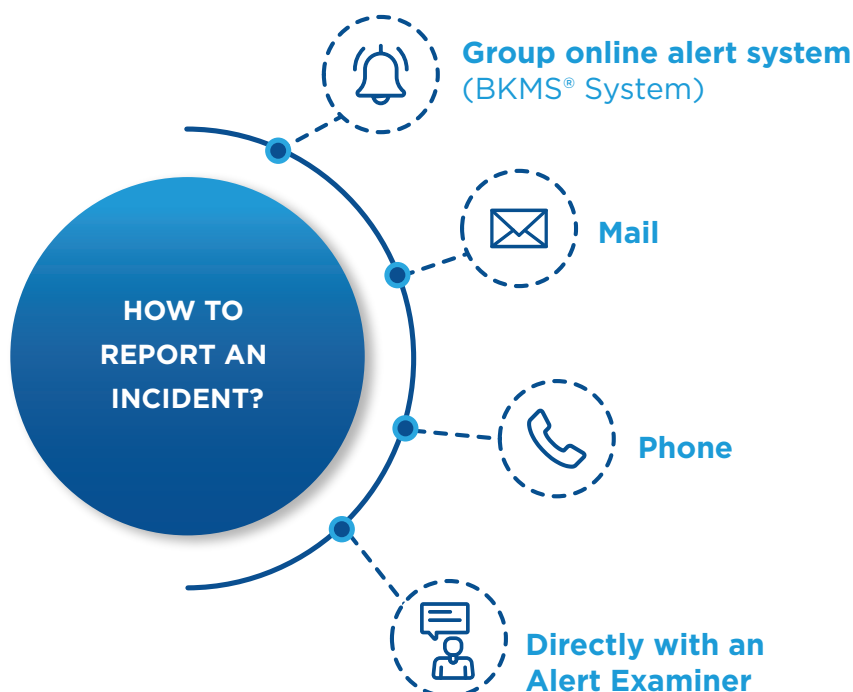 Group online alert system
(BKMS® System)
Mail
HOW TO
REPORT AN
INCIDENT?
Phone
Directly with an
Alert Examiner